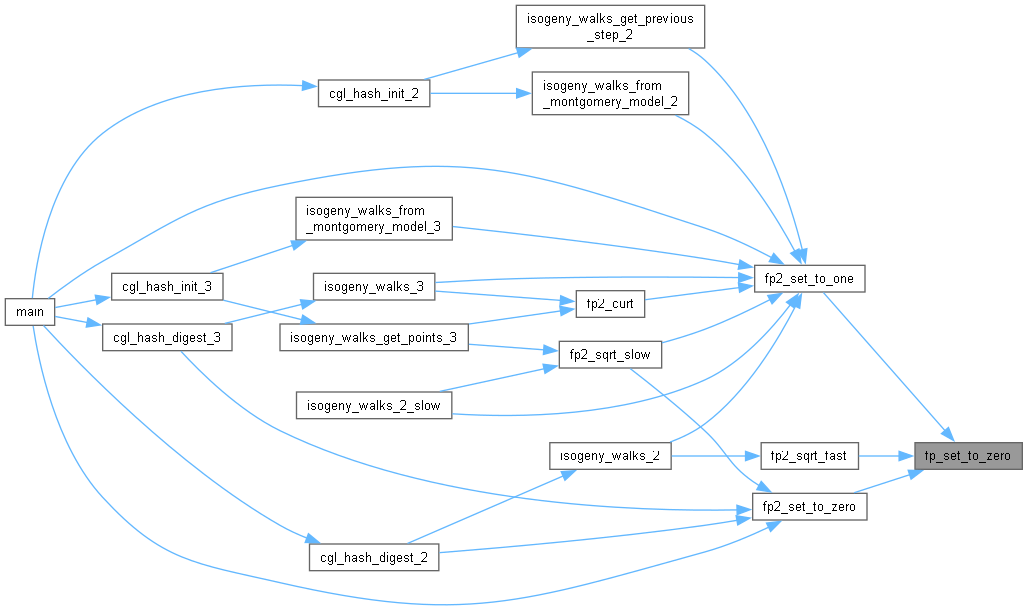 isogeny_walks_get_previous
_step_2
cgl_hash_init_2
isogeny_walks_from
_montgomery_model_2
isogeny_walks_from
_montgomery_model_3
fp2_set_to_one
cgl_hash_init_3
isogeny_walks_3
main
fp2_curt
cgl_hash_digest_3
isogeny_walks_get_points_3
fp2_sqrt_slow
isogeny_walks_2_slow
isogeny_walks_2
fp2_sqrt_fast
fp_set_to_zero
fp2_set_to_zero
cgl_hash_digest_2